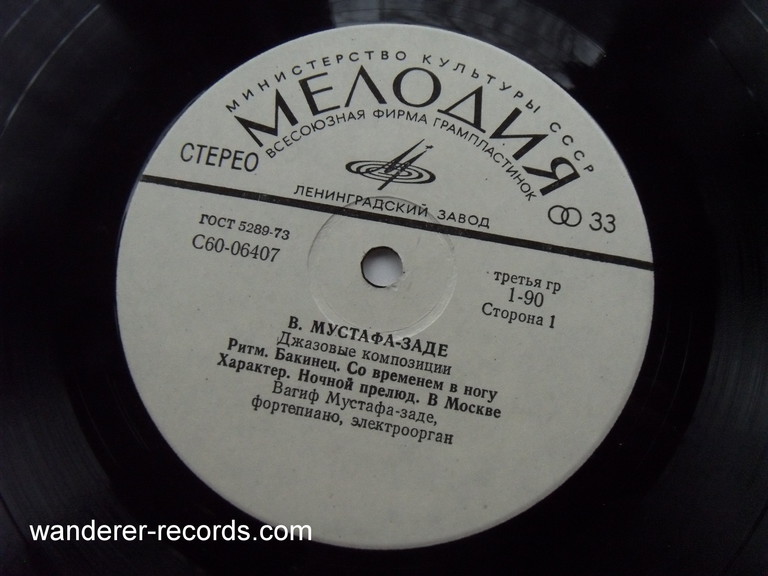 МИНИСТЕРСТВО КУЛЬТУРЫ СССР
МЕЛОДИЯ
ВСЕСОЮЗНАЯ ФИРМА ГРАМПЛАСТИНОК
СТЕРЕО
ЛЕНИНГРАДСКИЙ ЗАВОД
33
ГОСТ 5289-73
С60-06407
третья гр
1-90
Сторона 1
В. МУСТАФА-ЗАДЕ
Джазовые композиции
Ритм. Бакинец. Со временем в ногу
Характер. Ночной прелюд. В Москве
Вагиф Мустафа-заде,
фортепиано, электроорган
wanderer-records.com